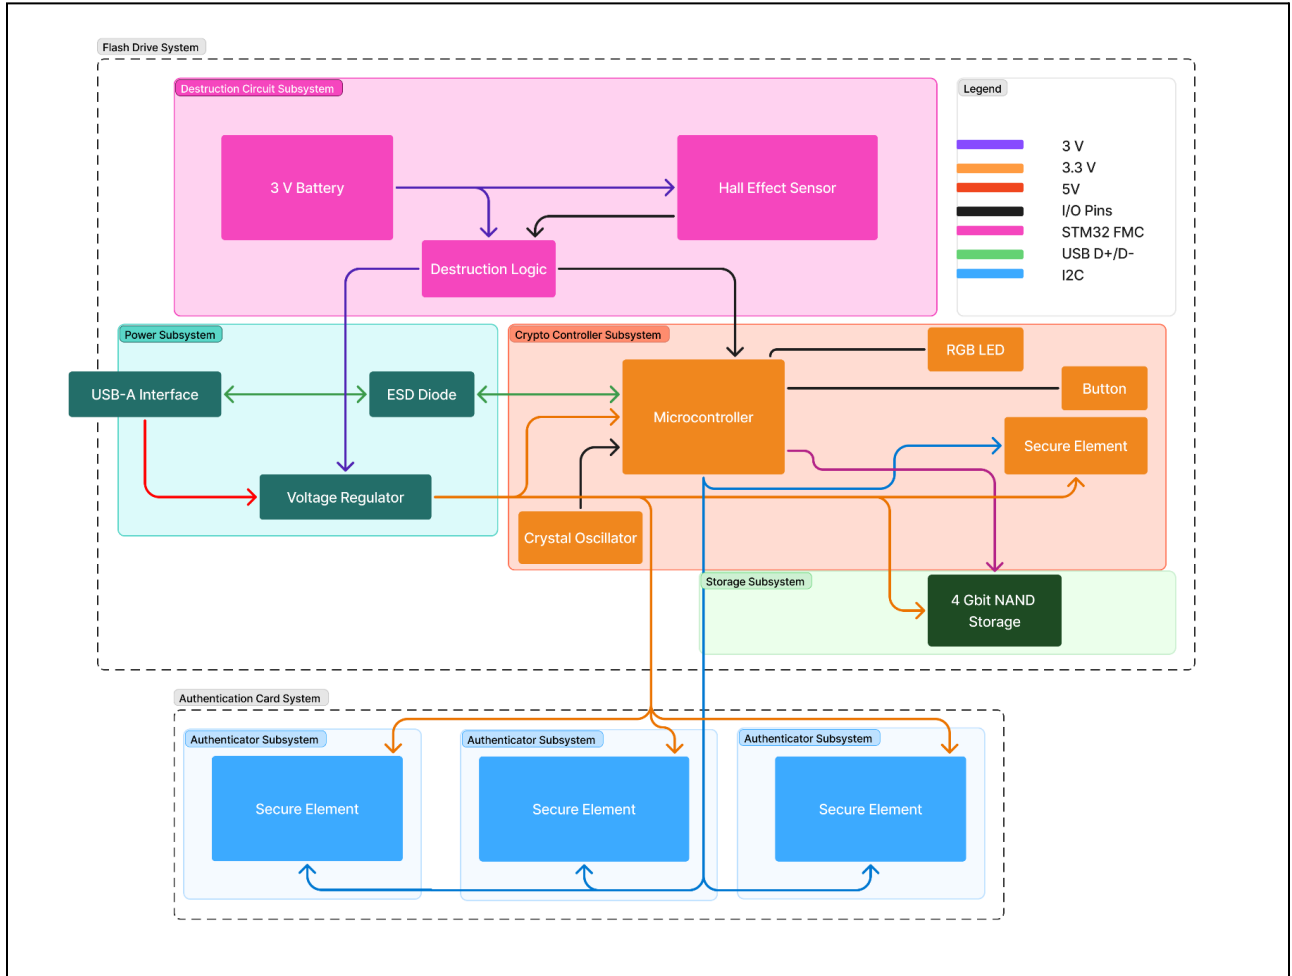 Flash Drive System
Destruction Circuit Subsystem
Legend
3 V
3.3 V
5V
I/O Pins
STM32 FMC
USB D+/D-
I2C
3 V Battery
Hall Effect Sensor
Destruction Logic
Power Subsystem
Crypto Controller Subsystem
RGB LED
USB-A Interface
ESD Diode
Button
Microcontroller
Secure Element
Voltage Regulator
Crystal Oscillator
Storage Subsystem
4 Gbit NAND
Storage
Authentication Card System
Authenticator Subsystem
Authenticator Subsystem
Authenticator Subsystem
Secure Element
Secure Element
Secure Element